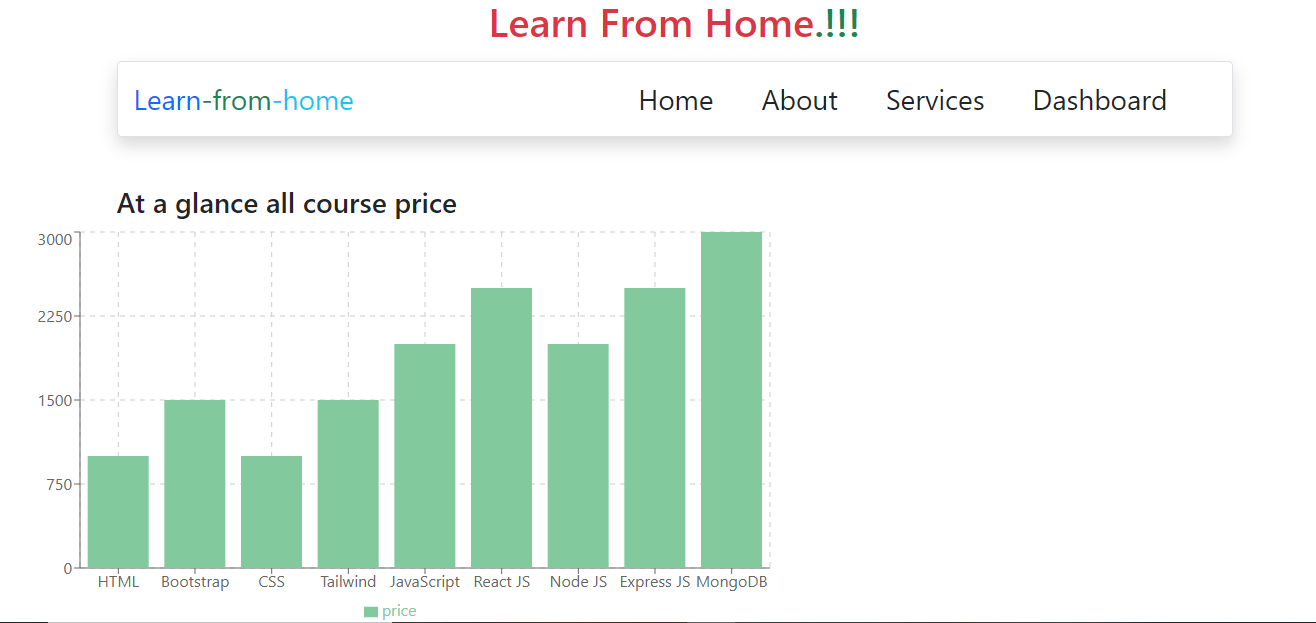 Learn From Home.!!!
Learn-from-home Home About Services Dashboard
At a glance all course price
3000
2250
1500
750
0
HTML Bootstrap CSS Tailwind JavaScript React JS Node JS Express JS MongoDB
price